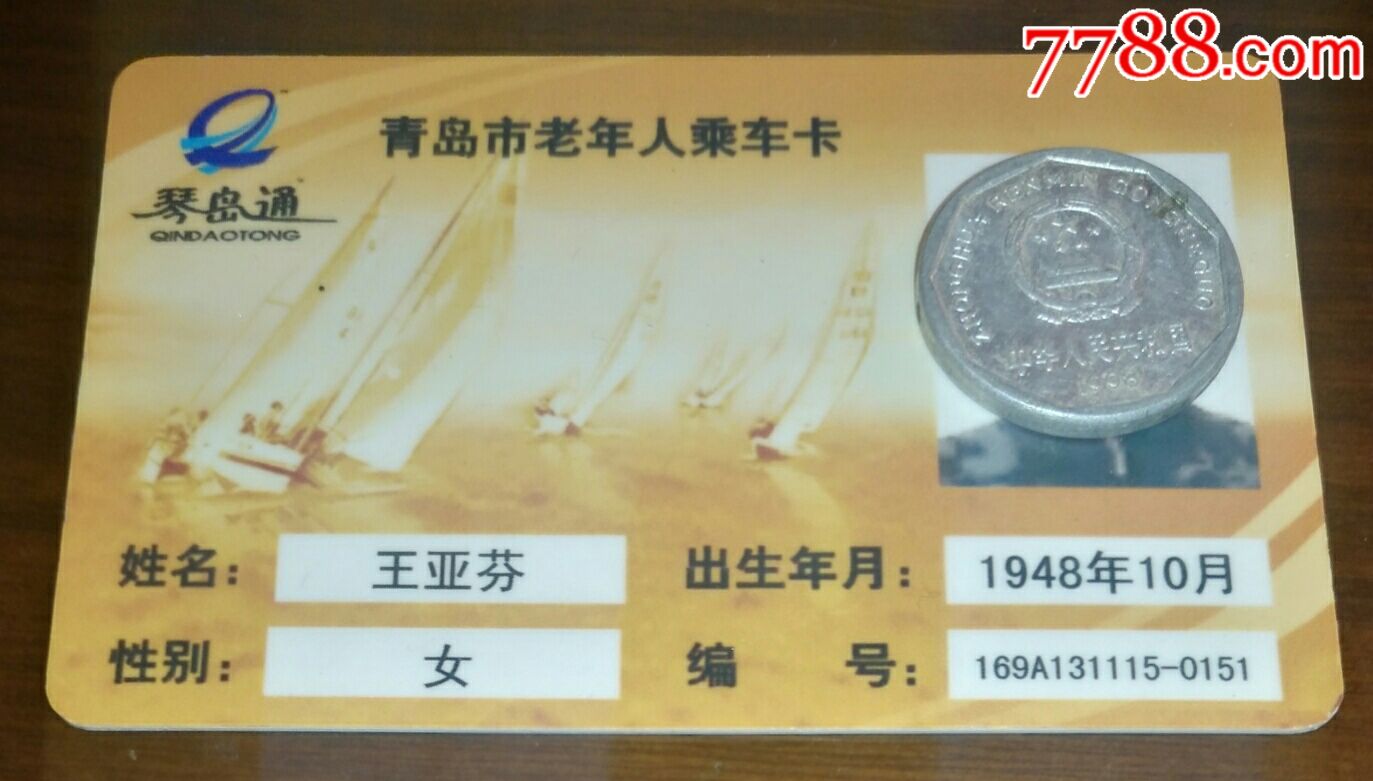 7788.com
青岛市老年人乘车卡
琴岛通
QINDAOTONG
ZHONGHUA RENMIN GONGHEGUO
中华人民共和国
姓名: 王亚芬 出生年月: 1948年10月
性别: 女 编 号: 169A131115-0151